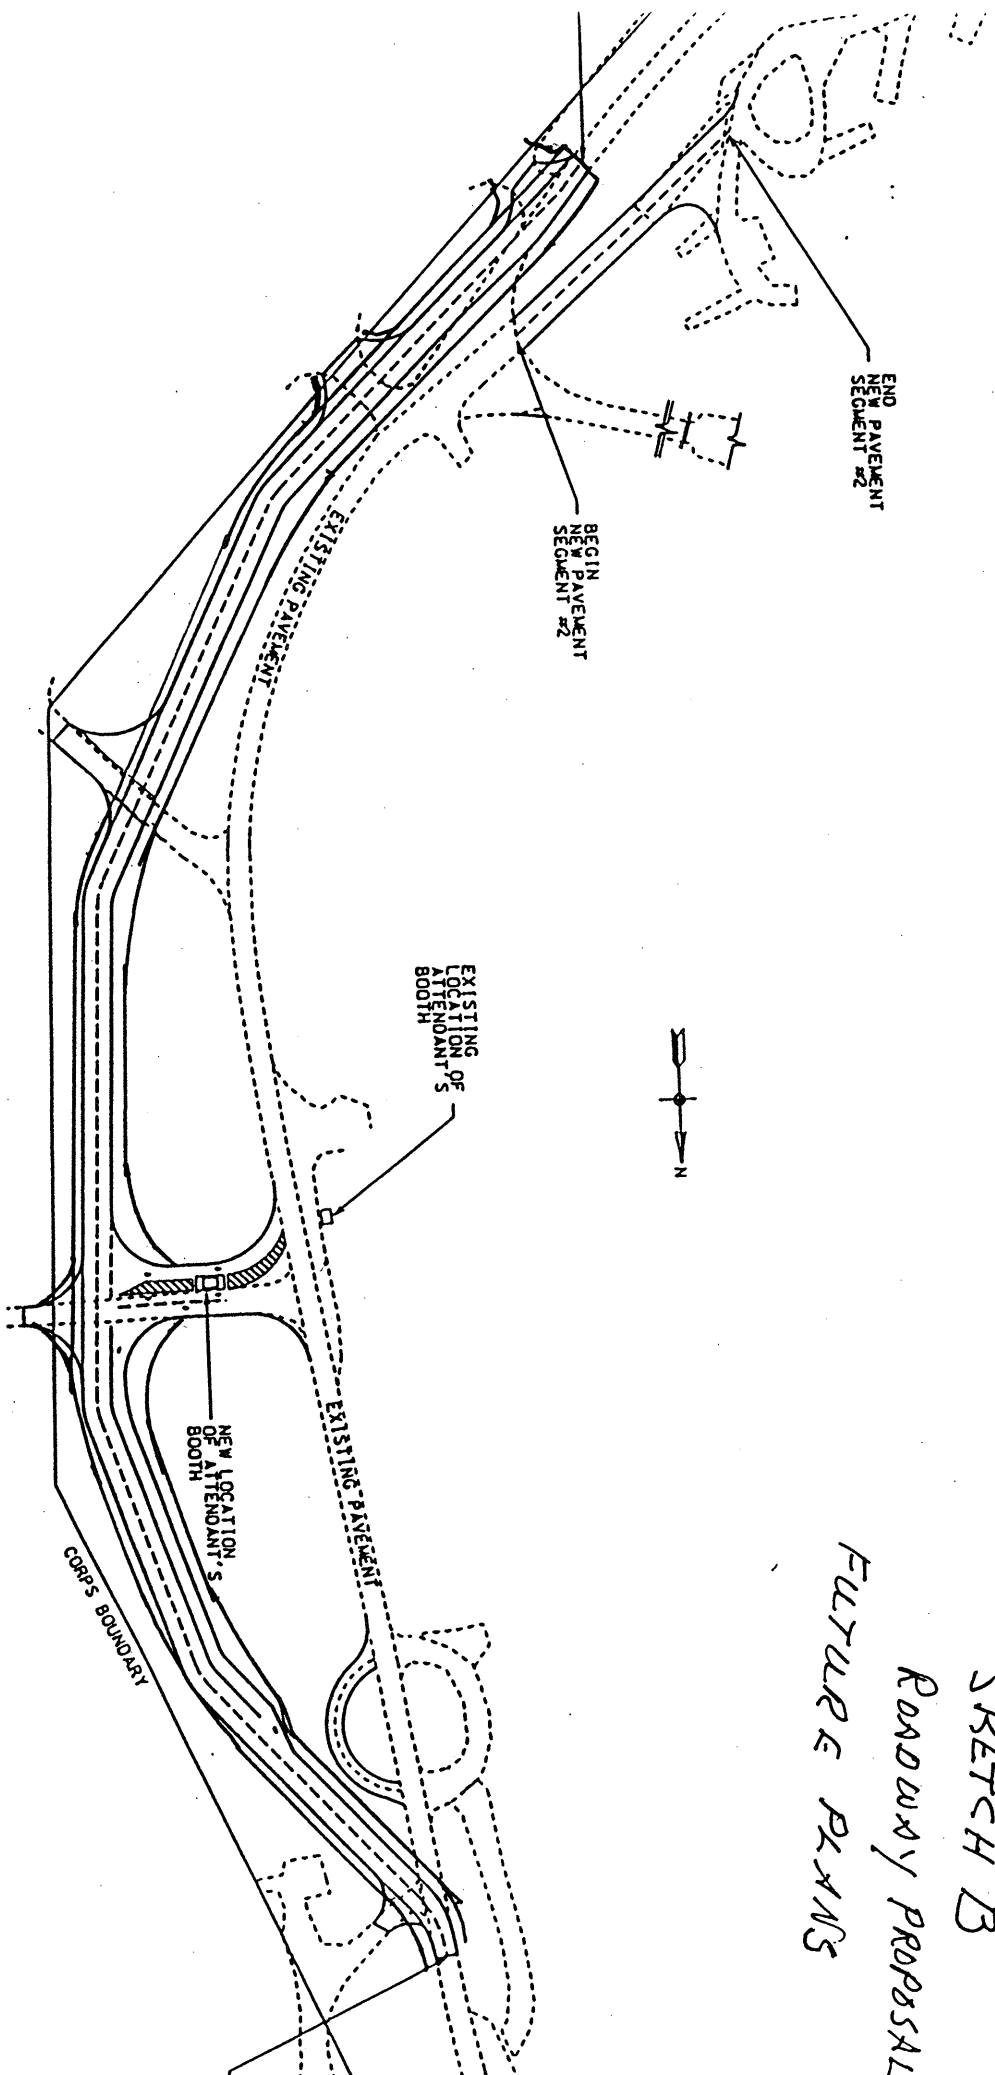 SKETCH B
ROADWAY PROPOSAL
FUTURE PLANS
END
NEW PAVEMENT
SEGMENT #2
BEGIN
NEW PAVEMENT
SEGMENT #2
EXISTING PAVEMENT
EXISTING
LOCATION OF
ATTENDANT'S
BOOTH
N
EXISTING PAVEMENT
NEW LOCATION
OF ATTENDANT'S
BOOTH
CORPS BOUNDARY